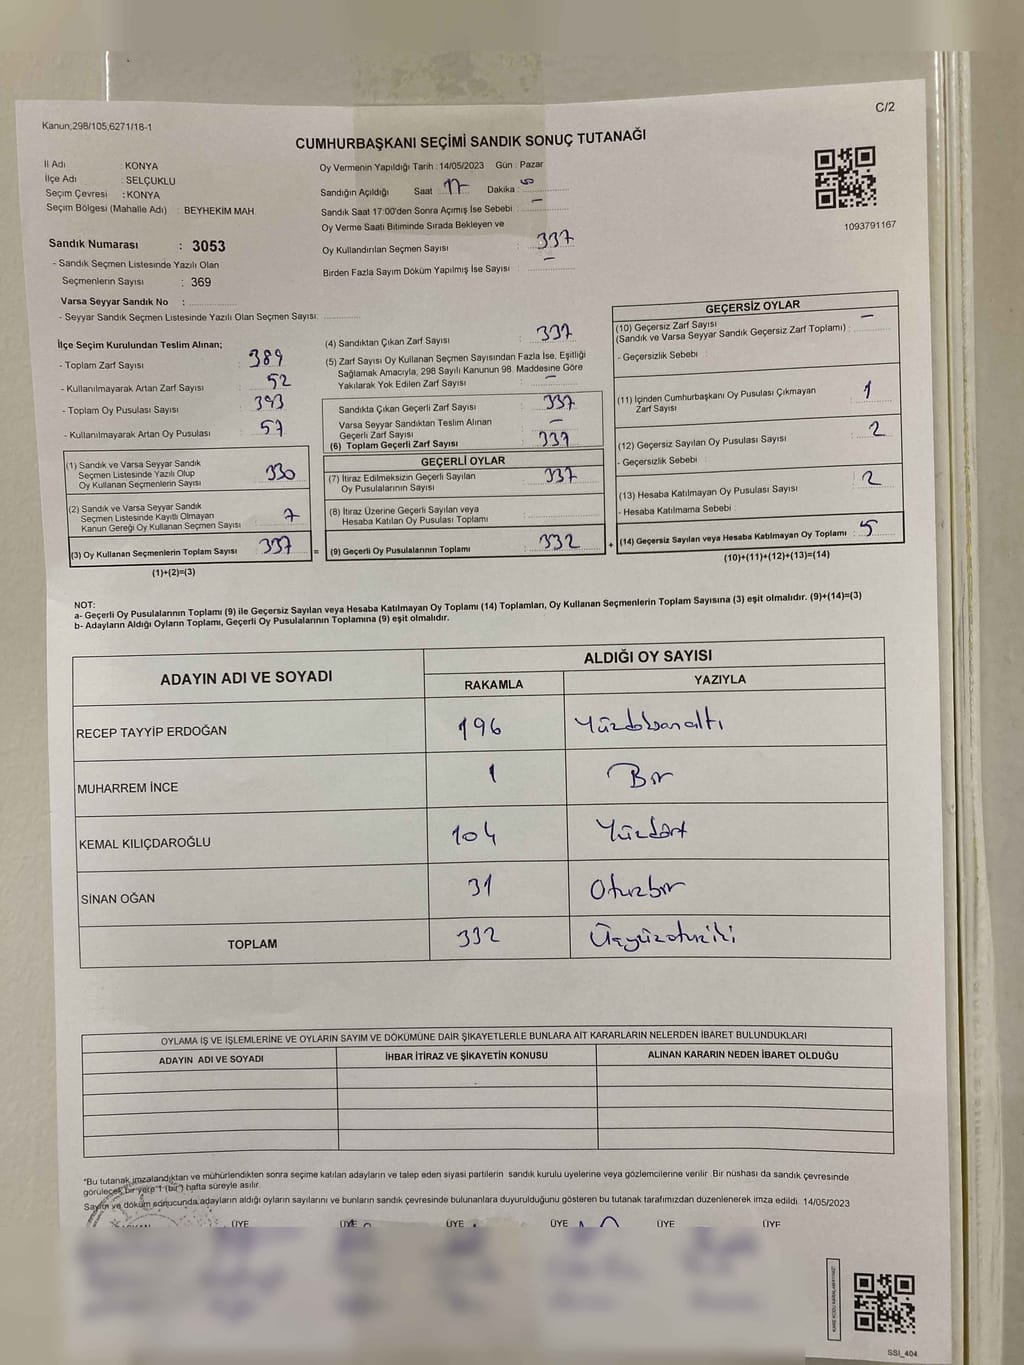 Kanun;298/105,6271/18-1
C/2
CUMHURBAŞKANI SEÇİMİ SANDIK SONUÇ TUTANAĞI
İl Adı : KONYA
İlçe Adı : SELÇUKLU
Seçim Çevresi : KONYA
Seçim Bölgesi (Mahalle Adı) : BEYHEKİM MAH.
Oy Vermenin Yapıldığı Tarih : 14/05/2023 Gün : Pazar
Sandığın Açıldığı Saat 17 Dakika :
Sandık Saat 17:00'den Sonra Açımış İse Sebebi : —
Oy Verme Saati Bitiminde Sırada Bekleyen ve
Oy Kullandırılan Seçmen Sayısı : 337
Birden Fazla Sayım Döküm Yapılmış İse Sayısı : —
1093791167
Sandık Numarası : 3053
- Sandık Seçmen Listesinde Yazılı Olan
Seçmenlerin Sayısı : 369
Varsa Seyyar Sandık No :
- Seyyar Sandık Seçmen Listesinde Yazılı Olan Seçmen Sayısı:
İlçe Seçim Kurulundan Teslim Alınan;
- Toplam Zarf Sayısı : 389
- Kullanılmayarak Artan Zarf Sayısı : 52
- Toplam Oy Pusulası Sayısı : 393
- Kullanılmayarak Artan Oy Pusulası : 57
(1) Sandık ve Varsa Seyyar Sandık
Seçmen Listesinde Yazılı Olup
Oy Kullanan Seçmenlerin Sayısı : 330
(2) Sandık ve Varsa Seyyar Sandık
Seçmen Listesinde Kayıtlı Olmayan
Kanun Gereği Oy Kullanan Seçmen Sayısı : 7
(3) Oy Kullanan Seçmenlerin Toplam Sayısı : 337
(1)+(2)=(3)
(4) Sandıktan Çıkan Zarf Sayısı : 337
(5) Zarf Sayısı Oy Kullanan Seçmen Sayısından Fazla İse, Eşitliği
Sağlamak Amacıyla, 298 Sayılı Kanunun 98. Maddesine Göre
Yakılarak Yok Edilen Zarf Sayısı : —
Sandıkta Çıkan Geçerli Zarf Sayısı : 337
Varsa Seyyar Sandıktan Teslim Alınan
Geçerli Zarf Sayısı : —
(6) Toplam Geçerli Zarf Sayısı : 337
GEÇERLİ OYLAR
(7) İtiraz Edilmeksizin Geçerli Sayılan
Oy Pusulalarının Sayısı : 337
(8) İtiraz Üzerine Geçerli Sayılan veya
Hesaba Katılan Oy Pusulası Toplamı :
= (9) Geçerli Oy Pusulalarının Toplamı : 332 +
GEÇERSİZ OYLAR
(10) Geçersiz Zarf Sayısı
(Sandık ve Varsa Seyyar Sandık Geçersiz Zarf Toplamı) : —
- Geçersizlik Sebebi :
(11) İçinden Cumhurbaşkanı Oy Pusulası Çıkmayan
Zarf Sayısı : 1
(12) Geçersiz Sayılan Oy Pusulası Sayısı : 2
- Geçersizlik Sebebi :
(13) Hesaba Katılmayan Oy Pusulası Sayısı : 2
- Hesaba Katılmama Sebebi :
(14) Geçersiz Sayılan veya Hesaba Katılmayan Oy Toplamı : 5
(10)+(11)+(12)+(13)=(14)
NOT:
a- Geçerli Oy Pusulalarının Toplamı (9) ile Geçersiz Sayılan veya Hesaba Katılmayan Oy Toplamı (14) Toplamları, Oy Kullanan Seçmenlerin Toplam Sayısına (3) eşit olmalıdır. (9)+(14)=(3)
b- Adayların Aldığı Oyların Toplamı, Geçerli Oy Pusulalarının Toplamına (9) eşit olmalıdır.
ADAYIN ADI VE SOYADI
ALDIĞI OY SAYISI
RAKAMLA YAZIYLA
RECEP TAYYİP ERDOĞAN 196 Yüzdoksanaltı
MUHARREM İNCE 1 Bir
KEMAL KILIÇDAROĞLU 104 Yüzdört
SİNAN OĞAN 31 Otuzbir
TOPLAM 332 Üçyüzotuziki
OYLAMA İŞ VE İŞLEMLERİNE VE OYLARIN SAYIM VE DÖKÜMÜNE DAİR ŞİKAYETLERLE BUNLARA AİT KARARLARIN NELERDEN İBARET BULUNDUKLARI
ADAYIN ADI VE SOYADI İHBAR İTİRAZ VE ŞİKAYETİN KONUSU ALINAN KARARIN NEDEN İBARET OLDUĞU
*Bu tutanak imzalandıktan ve mühürlendikten sonra seçime katılan adayların ve talep eden siyasi partilerin sandık kurulu üyelerine veya gözlemcilerine verilir. Bir nüshası da sandık çevresinde
görülecek bir yere 1 (bir) hafta süreyle asılır.
Sayım ve döküm sonucunda adayların aldığı oyların sayılarını ve bunların sandık çevresinde bulunanlara duyurulduğunu gösteren bu tutanak tarafımızdan düzenlenerek imza edildi. 14/05/2023
ÜYE ÜYE ÜYE ÜYE ÜYE ÜYE
SSI_404